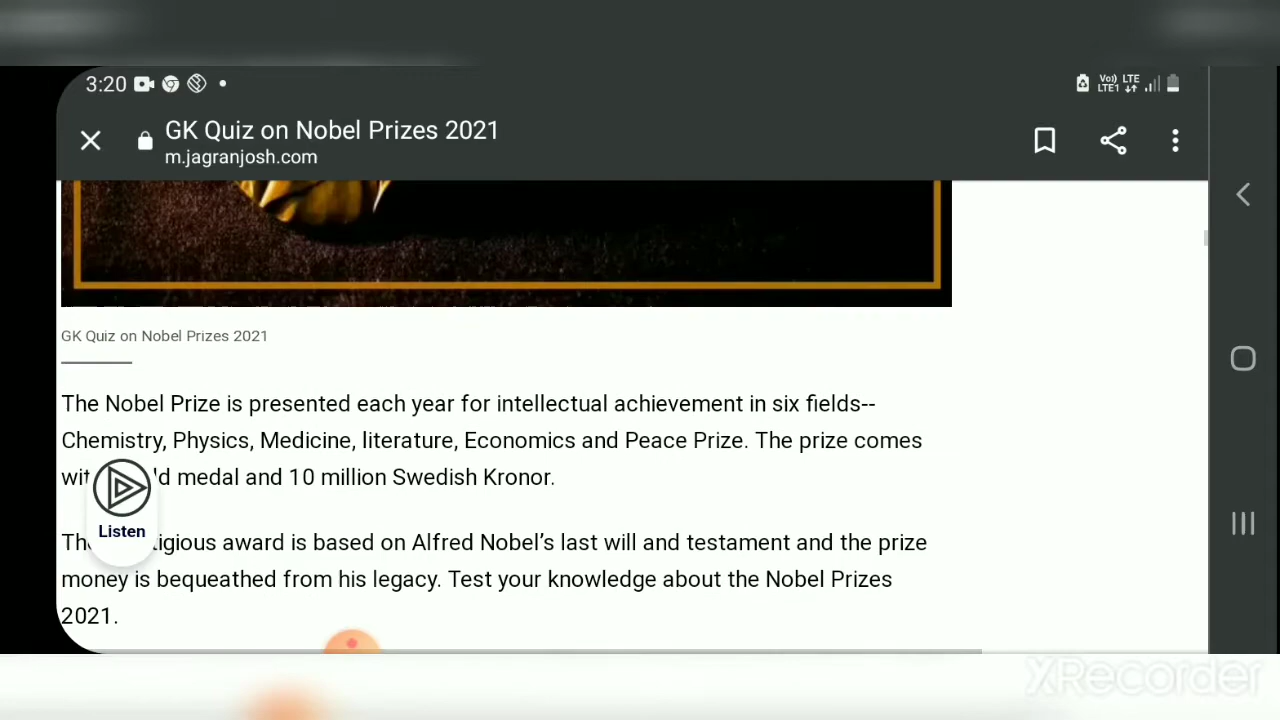 3:20
Vo)) LTE
LTE1
GK Quiz on Nobel Prizes 2021
m.jagranjosh.com
GK Quiz on Nobel Prizes 2021
The Nobel Prize is presented each year for intellectual achievement in six fields--
Chemistry, Physics, Medicine, literature, Economics and Peace Prize. The prize comes
medal and 10 million Swedish Kronor.
Listen
award is based on Alfred Nobel's last will and testament and the prize
money is bequeathed from his legacy. Test your knowledge about the Nobel Prizes
2021.
XRecorder